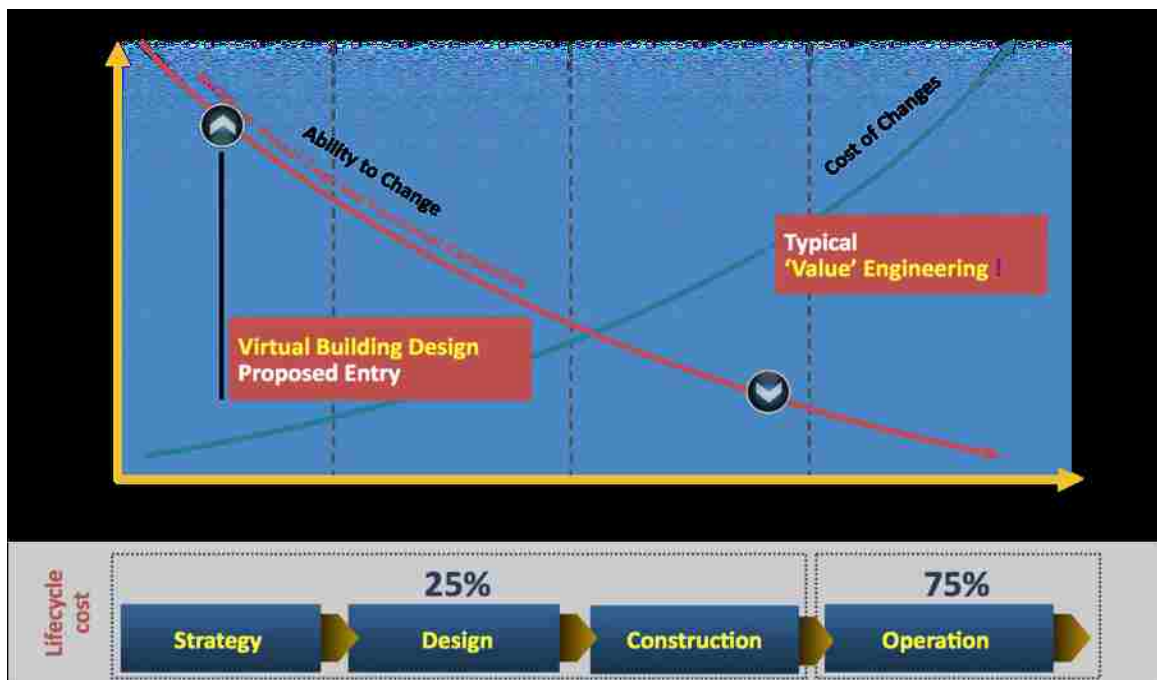 Ability to Change
Cost of Changes
Typical
‘Value’ Engineering !
Virtual Building Design
Proposed Entry
Lifecycle
cost
25%
75%
Strategy
Design
Construction
Operation